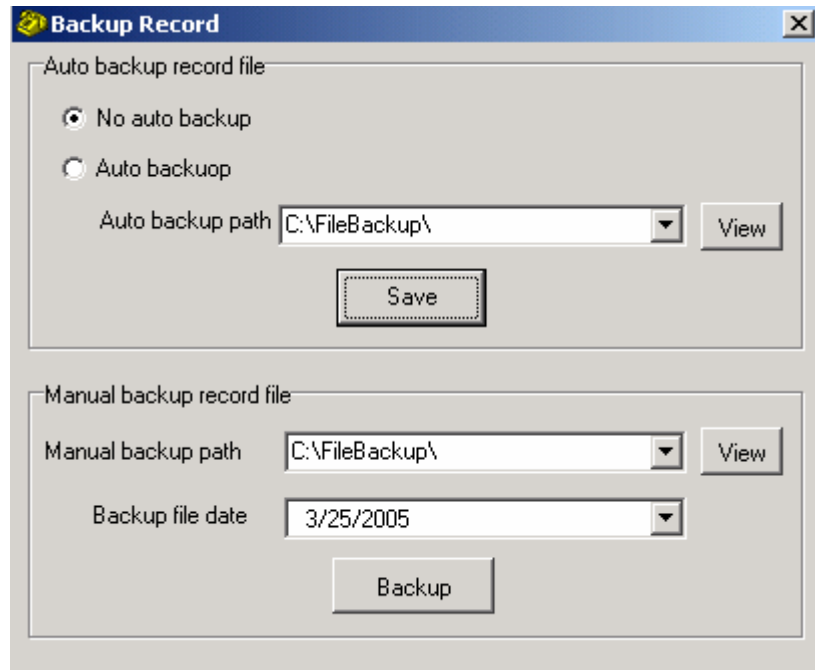 Backup Record
Auto backup record file
No auto backup
Auto backuop
Auto backup path C:\FileBackup\ View
Save
Manual backup record file
Manual backup path C:\FileBackup\ View
Backup file date 3/25/2005
Backup